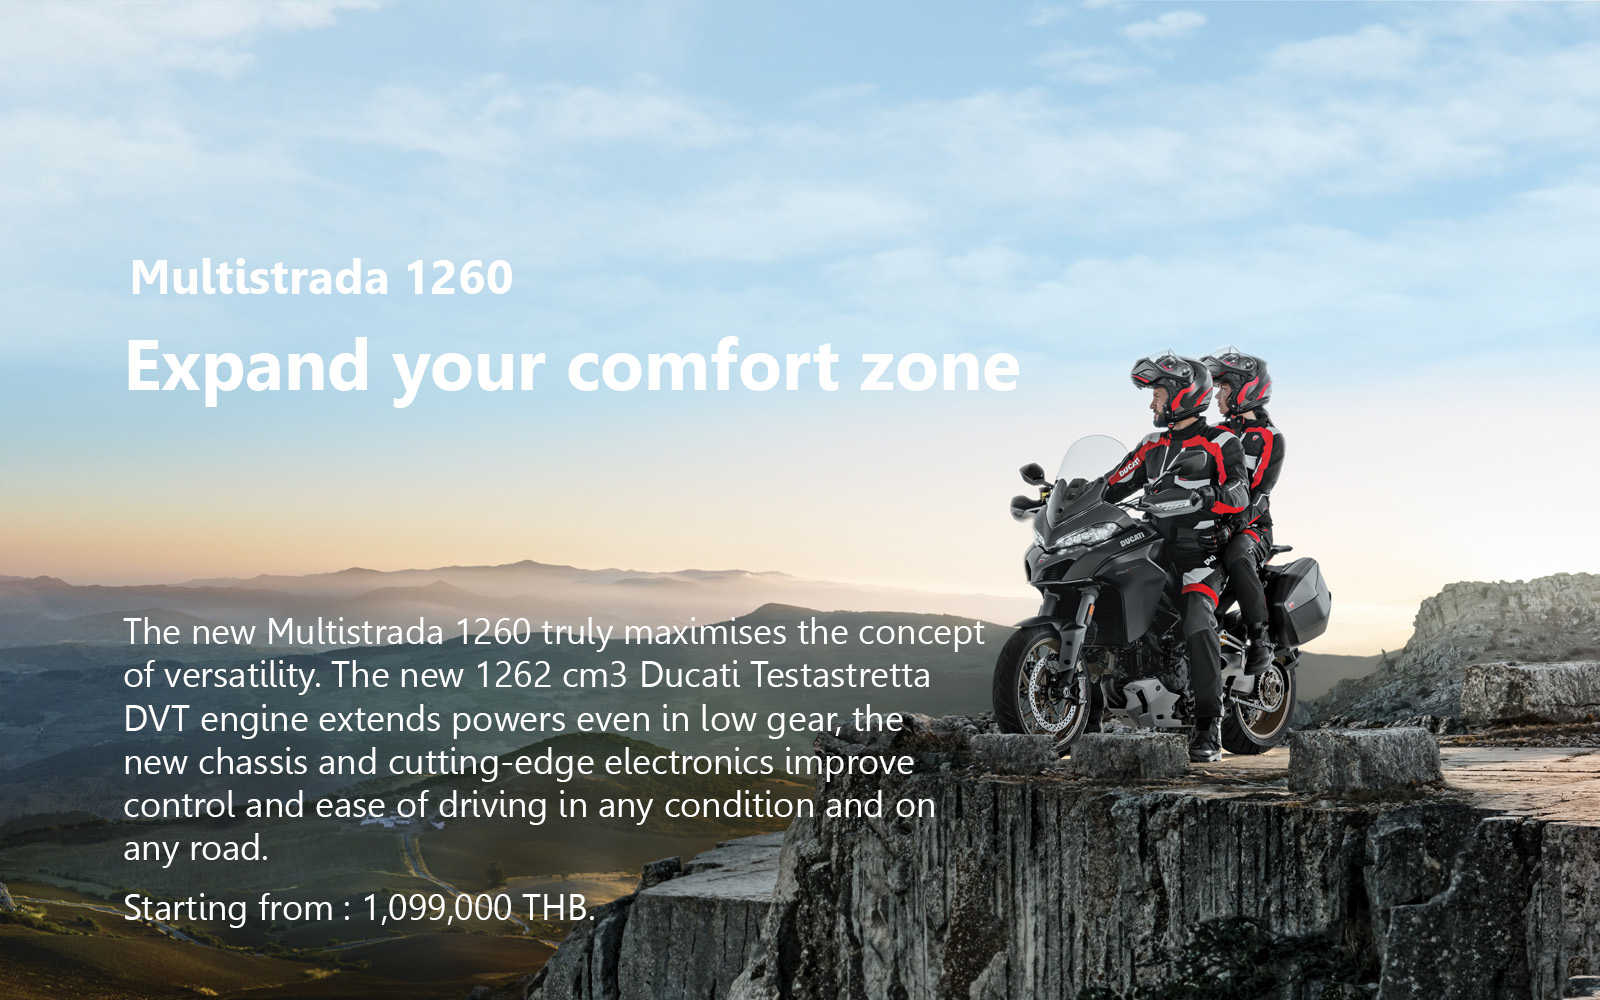 Multistrada 1260
Expand your comfort zone
DUCATI
DUCATI
The new Multistrada 1260 truly maximises the concept
of versatility. The new 1262 cm3 Ducati Testastretta
DVT engine extends powers even in low gear, the
new chassis and cutting-edge electronics improve
control and ease of driving in any condition and on
any road.
Starting from : 1,099,000 THB.